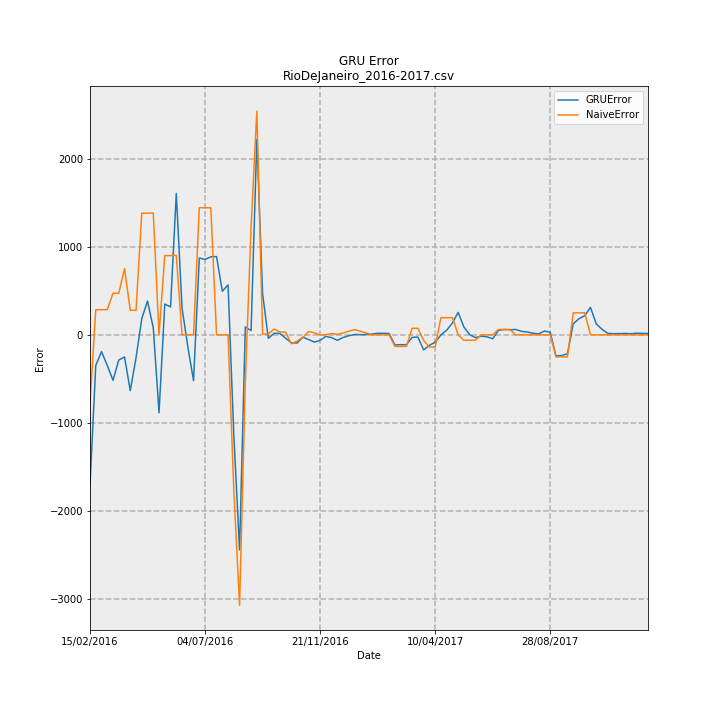 GRU Error
RioDeJaneiro_2016-2017.csv
GRUError
NaiveError
2000
1000
0
−1000
−2000
−3000
Error
15/02/2016
04/07/2016
21/11/2016
10/04/2017
28/08/2017
Date